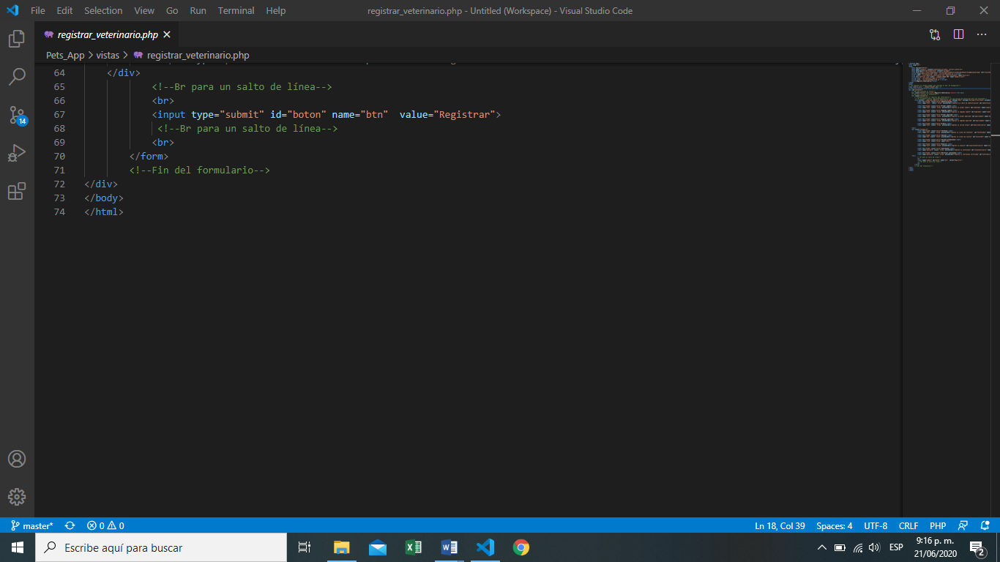 File Edit Selection View Go Run Terminal Help registrar_veterinario.php - Untitled (Workspace) - Visual Studio Code
registrar_veterinario.php
Pets_App > vistas > registrar_veterinario.php
64 </div>
65 <!--Br para un salto de línea-->
66 <br>
67 <input type="submit" id="boton" name="btn"  value="Registrar">
68 <!--Br para un salto de línea-->
69 <br>
70 </form>
71 <!--Fin del formulario-->
72 </div>
73 </body>
74 </html>
14
master* 0 0 Ln 18, Col 39 Spaces: 4 UTF-8 CRLF PHP
Escribe aquí para buscar
ESP
9:16 p. m.
21/06/2020
2